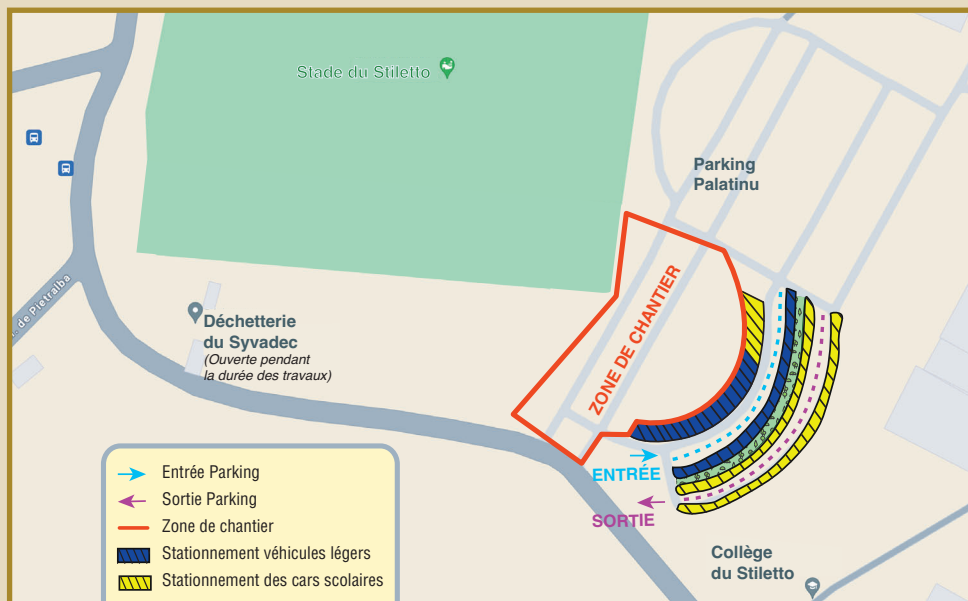 Stade du Stiletto
Parking
Palatinu
de Pietralba
Déchetterie
du Syvadec
(Ouverte pendant
la durée des travaux)
ZONE DE CHANTIER
ENTRÉE
SORTIE
Collège
du Stiletto
Entrée Parking
Sortie Parking
Zone de chantier
Stationnement véhicules légers
Stationnement des cars scolaires